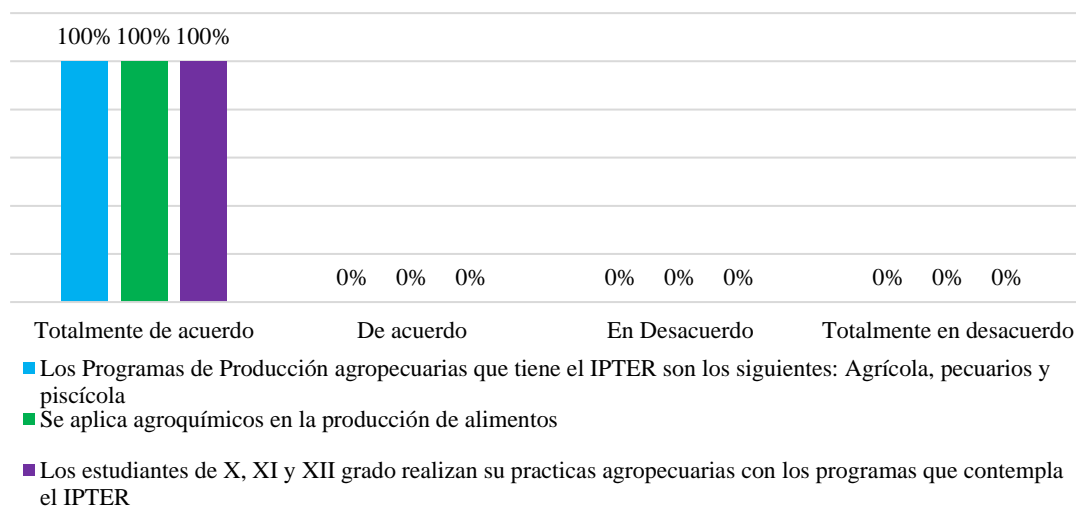 100% 100% 100%
0% 0% 0% 0% 0% 0% 0% 0% 0%
Totalmente de acuerdo De acuerdo En Desacuerdo Totalmente en desacuerdo
Los Programas de Producción agropecuarias que tiene el IPTER son los siguientes: Agrícola, pecuarios y
piscícola
Se aplica agroquímicos en la producción de alimentos
Los estudiantes de X, XI y XII grado realizan su practicas agropecuarias con los programas que contempla
el IPTER